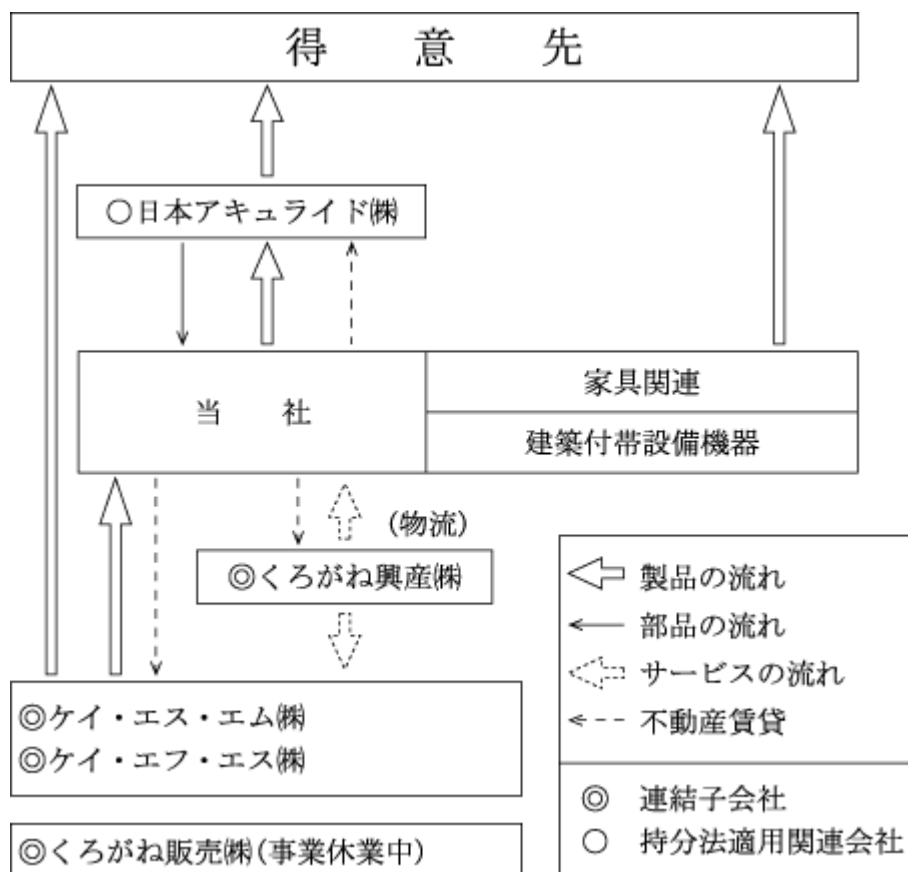 得意先
○日本アキュライド㈱
当社
家具関連
建築付帯設備機器
(物流)
◎くろがね興産㈱
◎ケイ・エス・エム㈱
◎ケイ・エフ・エス㈱
◎くろがね販売㈱(事業休業中)
製品の流れ
部品の流れ
サービスの流れ
不動産賃貸
◎ 連結子会社
○ 持分法適用関連会社